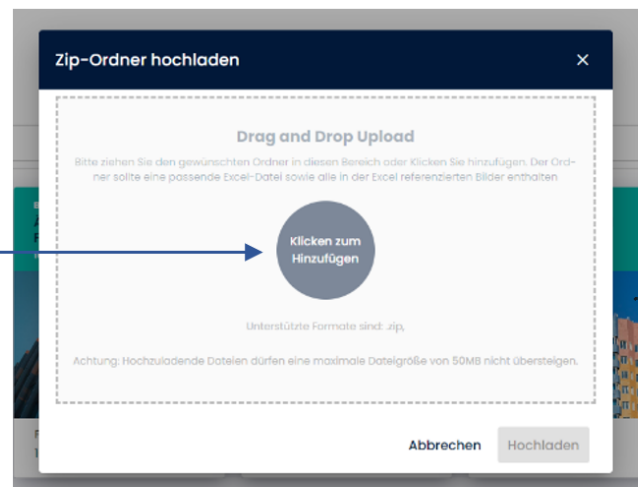 Zip-Ordner hochladen
Drag and Drop Upload
Bitte ziehen Sie den gewünschten Ordner in diesen Bereich oder Klicken Sie hinzufügen. Der Ord-
ner sollte eine passende Excel-Datei sowie alle in der Excel referenzierten Bilder enthalten
Klicken zum
Hinzufügen
Unterstützte Formate sind: .zip,
Achtung: Hochzuladende Dateien dürfen eine maximale Dateigröße von 50MB nicht übersteigen.
Abbrechen Hochladen